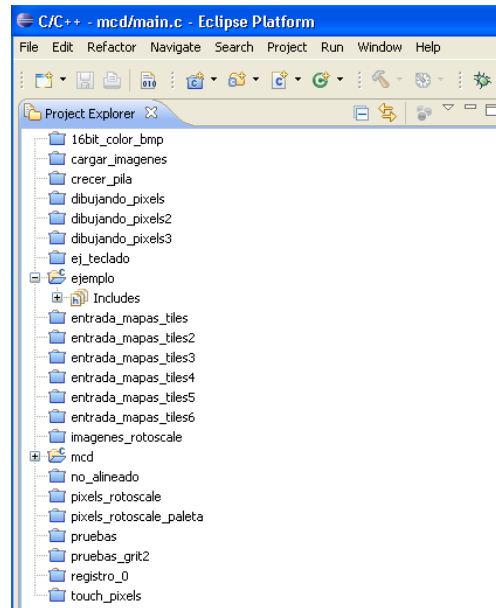 C/C++ - mcd/main.c - Eclipse Platform
File Edit Refactor Navigate Search Project Run Window Help
010 C C G C
Project Explorer
16bit_color_bmp
cargar_imagenes
crecer_pila
dibujando_pixels
dibujando_pixels2
dibujando_pixels3
ej_teclado
ejemplo
Includes
entrada_mapas_tiles
entrada_mapas_tiles2
entrada_mapas_tiles3
entrada_mapas_tiles4
entrada_mapas_tiles5
entrada_mapas_tiles6
imagenes_rotoscale
mcd
no_alineado
pixels_rotoscale
pixels_rotoscale_paleta
pruebas
pruebas_grit2
registro_0
touch_pixels